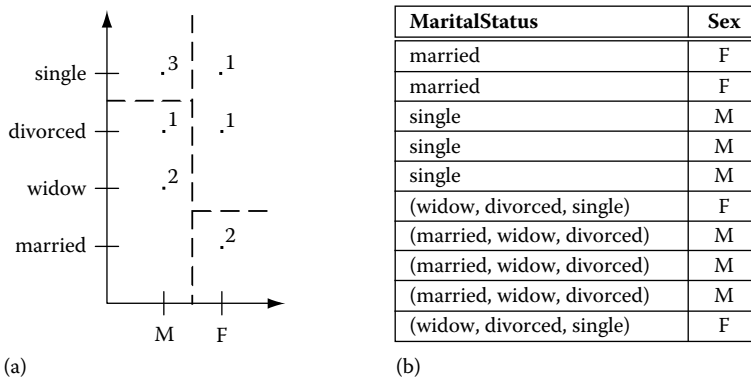 single
divorced
widow
married
3
1
1
1
2
2
M F
(a)
MaritalStatus Sex
married F
married F
single M
single M
single M
(widow, divorced, single) F
(married, widow, divorced) M
(married, widow, divorced) M
(married, widow, divorced) M
(widow, divorced, single) F
(b)